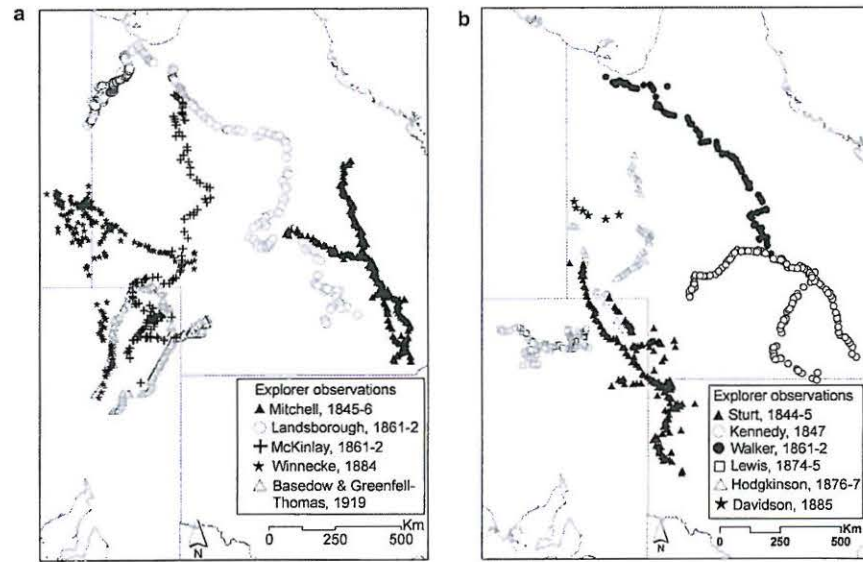 a
Explorer observations
Mitchell, 1845-6
Landsborough, 1861-2
McKinlay, 1861-2
Winnecke, 1884
Basedow & Greenfell-
Thomas, 1919
Km
0 250 500
N
b
Explorer observations
Sturt, 1844-5
Kennedy, 1847
Walker, 1861-2
Lewis, 1874-5
Hodgkinson, 1876-7
Davidson, 1885
Km
0 250 500
N